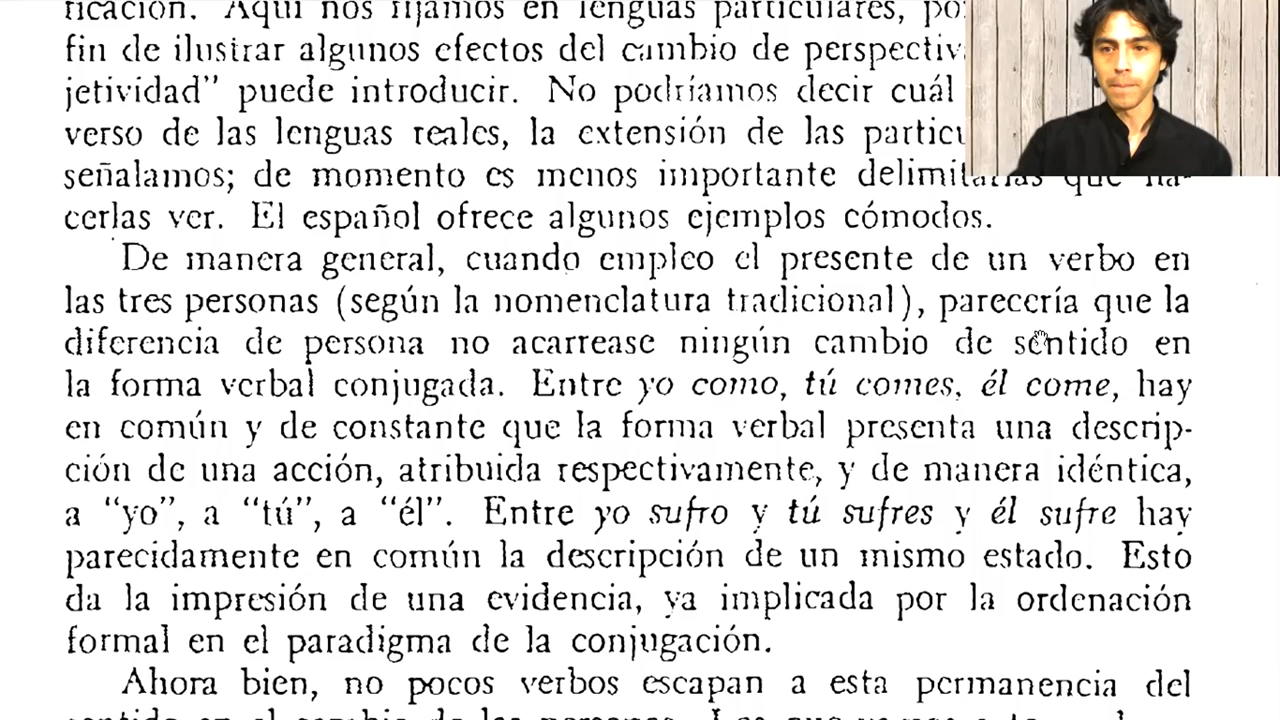 ficación. Aquí nos fijamos en lenguas particulares,
fin de ilustrar algunos efectos del cambio de
jetividad” puede introducir. No podríamos decir cuál
verso de las lenguas reales, la extensión de las
señalamos; de momento es menos importante delimitarlas que ha-
cerlas ver. El español ofrece algunos ejemplos cómodos.
De manera general, cuando empleo el presente de un verbo en
las tres personas (según la nomenclatura tradicional), parecería que la
diferencia de persona no acarrease ningún cambio de sentido en
la forma verbal conjugada. Entre yo como, tú comes, él come, hay
en común y de constante que la forma verbal presenta una descrip-
ción de una acción, atribuida respectivamente, y de manera idéntica,
a “yo”, a “tú”, a “él”. Entre yo sufro y tú sufres y él sufre hay
parecidamente en común la descripción de un mismo estado. Esto
da la impresión de una evidencia, ya implicada por la ordenación
formal en el paradigma de la conjugación.
Ahora bien, no pocos verbos escapan a esta permanencia del